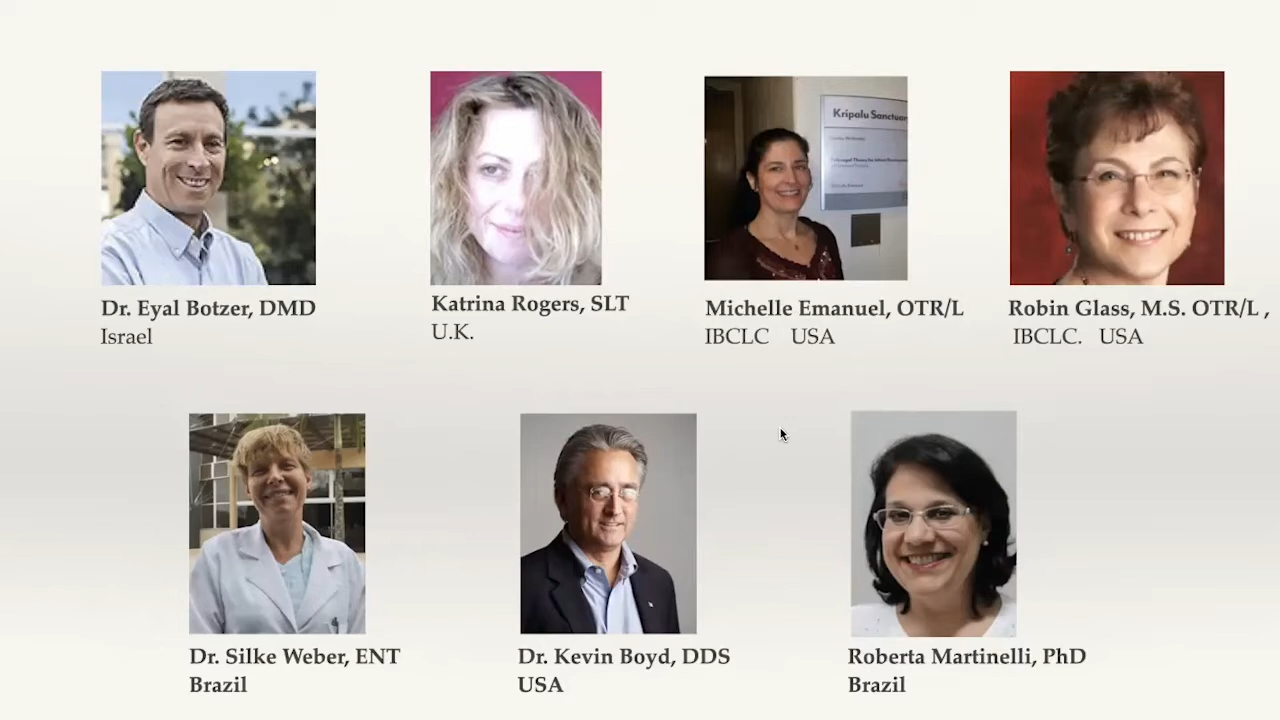 Kripalu Sanctuar
Dr. Eyal Botzer, DMD
Israel
Katrina Rogers, SLT
U.K.
Michelle Emanuel, OTR/L
IBCLC USA
Robin Glass, M.S. OTR/L ,
IBCLC. USA
Dr. Silke Weber, ENT
Brazil
Dr. Kevin Boyd, DDS
USA
Roberta Martinelli, PhD
Brazil